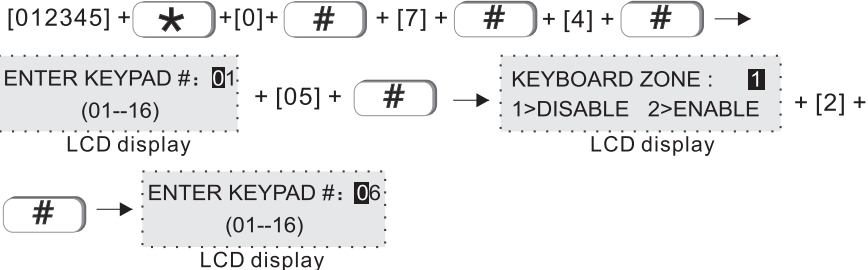 [012345] + * +[0]+ # + [7] + # + [4] + #
ENTER KEYPAD #: 01
(01--16)
LCD display
+ [05] + #
KEYBOARD ZONE : 1
1>DISABLE 2>ENABLE
LCD display
+ [2] +
#
ENTER KEYPAD #: 06
(01--16)
LCD display